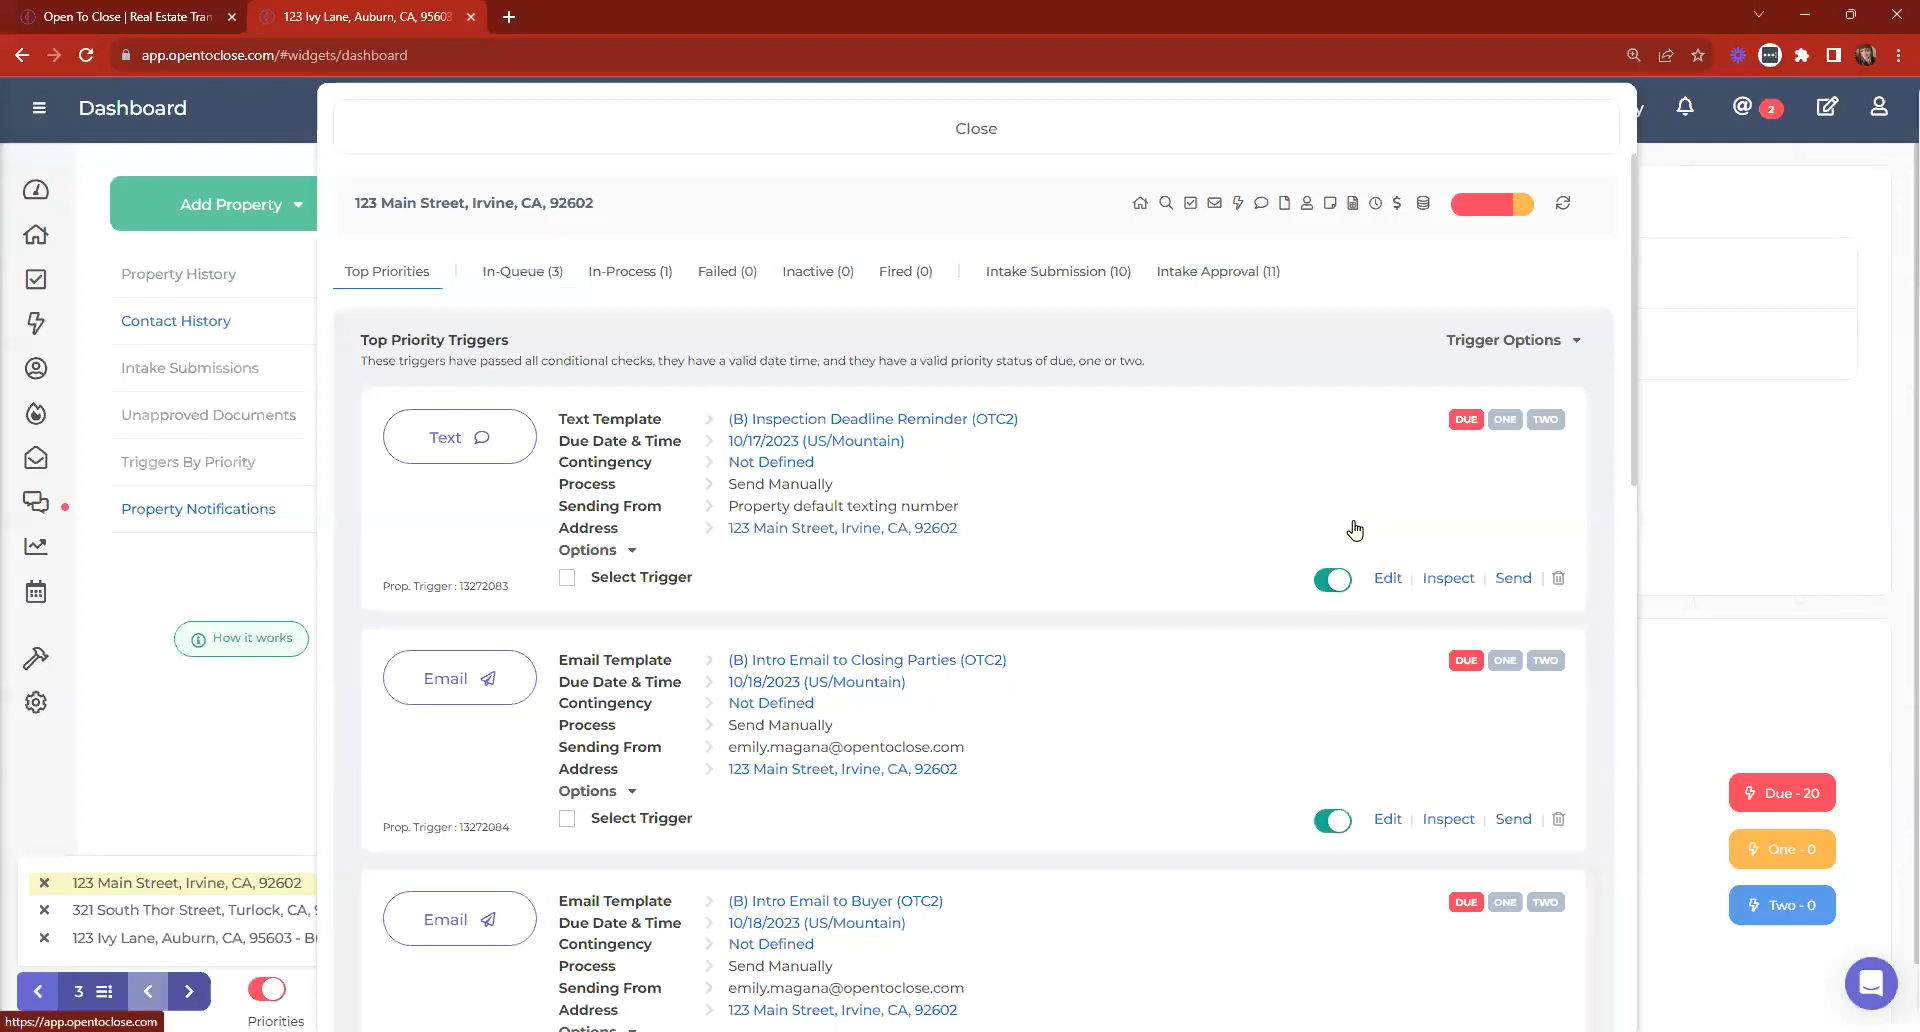 Open To Close | Real Estate Tran
123 Ivy Lane, Auburn, CA, 95603
app.opentoclose.com/#widgets/dashboard
Dashboard
2
Close
Add Property
Property History
Contact History
Intake Submissions
Unapproved Documents
Triggers By Priority
Property Notifications
How it works
123 Main Street, Irvine, CA, 92602
Top Priorities
In-Queue (3)
In-Process (1)
Failed (0)
Inactive (0)
Fired (0)
Intake Submission (10)
Intake Approval (11)
Top Priority Triggers
Trigger Options
These triggers have passed all conditional checks, they have a valid date time, and they have a valid priority status of due, one or two.
Text
Text Template (B) Inspection Deadline Reminder (OTC2)
DUE ONE TWO
Due Date & Time 10/17/2023 (US/Mountain)
Contingency Not Defined
Process Send Manually
Sending From Property default texting number
Address 123 Main Street, Irvine, CA, 92602
Options
Prop. Trigger : 13272083
Select Trigger
Edit | Inspect | Send |
Email
Email Template (B) Intro Email to Closing Parties (OTC2)
DUE ONE TWO
Due Date & Time 10/18/2023 (US/Mountain)
Contingency Not Defined
Process Send Manually
Sending From emily.magana@opentoclose.com
Address 123 Main Street, Irvine, CA, 92602
Options
Prop. Trigger : 13272084
Select Trigger
Edit | Inspect | Send |
Email
Email Template (B) Intro Email to Buyer (OTC2)
DUE ONE TWO
Due Date & Time 10/18/2023 (US/Mountain)
Contingency Not Defined
Process Send Manually
Sending From emily.magana@opentoclose.com
Address 123 Main Street, Irvine, CA, 92602
Options
Due - 20
One - 0
Two - 0
123 Main Street, Irvine, CA, 92602
321 South Thor Street, Turlock, CA,
123 Ivy Lane, Auburn, CA, 95603 - B
3
Priorities
https://app.opentoclose.com